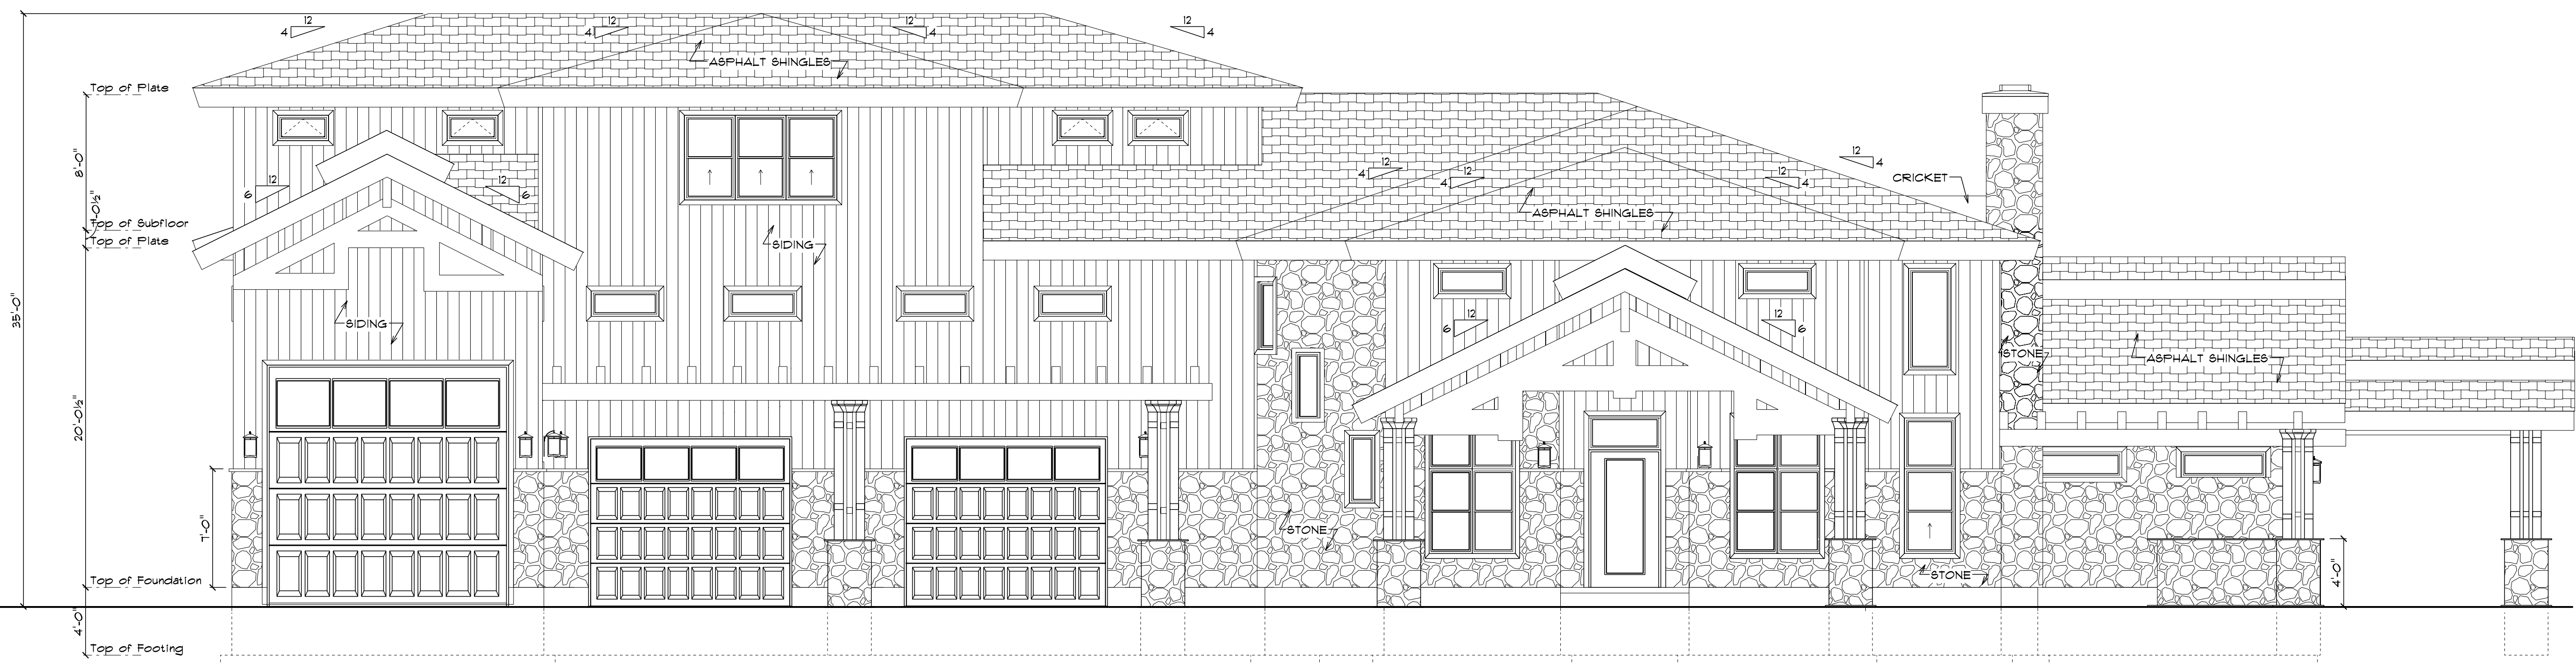 12
4
12
4
12
4
12
4
ASPHALT SHINGLES
Top of Plate
8'-0"
1'-0½"
Top of Subfloor
Top of Plate
35'-0"
20'-0½"
7'-0"
Top of Foundation
4'-0"
Top of Footing
12
6
12
6
SIDING
SIDING
12
4
12
4
12
4
12
4
CRICKET
ASPHALT SHINGLES
12
6
12
6
STONE
ASPHALT SHINGLES
STONE
STONE
4'-0"